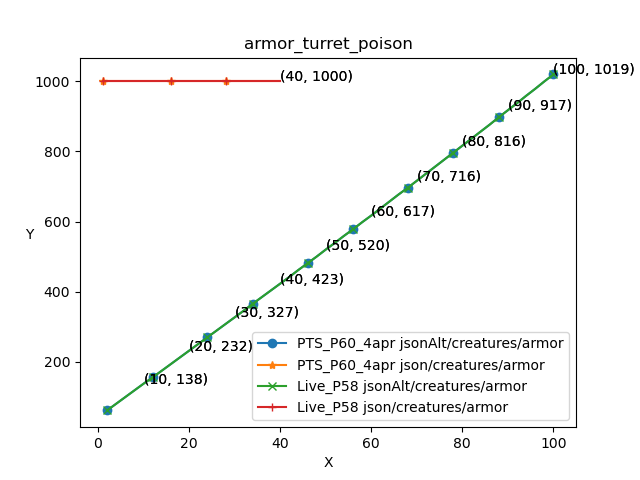 armor_turret_poison
1000
(40, 1000)
(100, 1019)
(90, 917)
800
(80, 816)
(70, 716)
600
(60, 617)
Y
(50, 520)
400
(40, 423)
(30, 327)
(20, 232)
200
(10, 138)
PTS_P60_4apr jsonAlt/creatures/armor
PTS_P60_4apr json/creatures/armor
Live_P58 jsonAlt/creatures/armor
Live_P58 json/creatures/armor
0 20 40 60 80 100
X